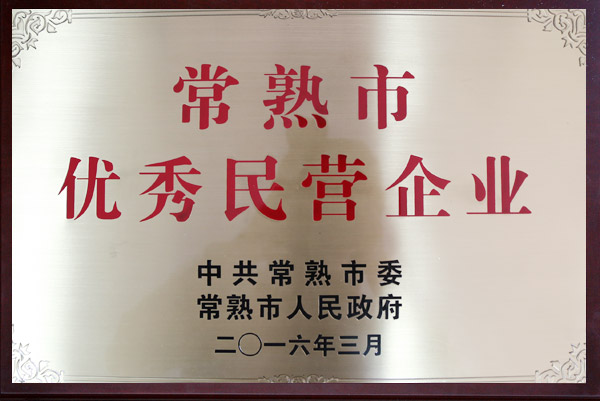 常熟市
优秀民营企业
中共常熟市委
常熟市人民政府
二〇一六年三月